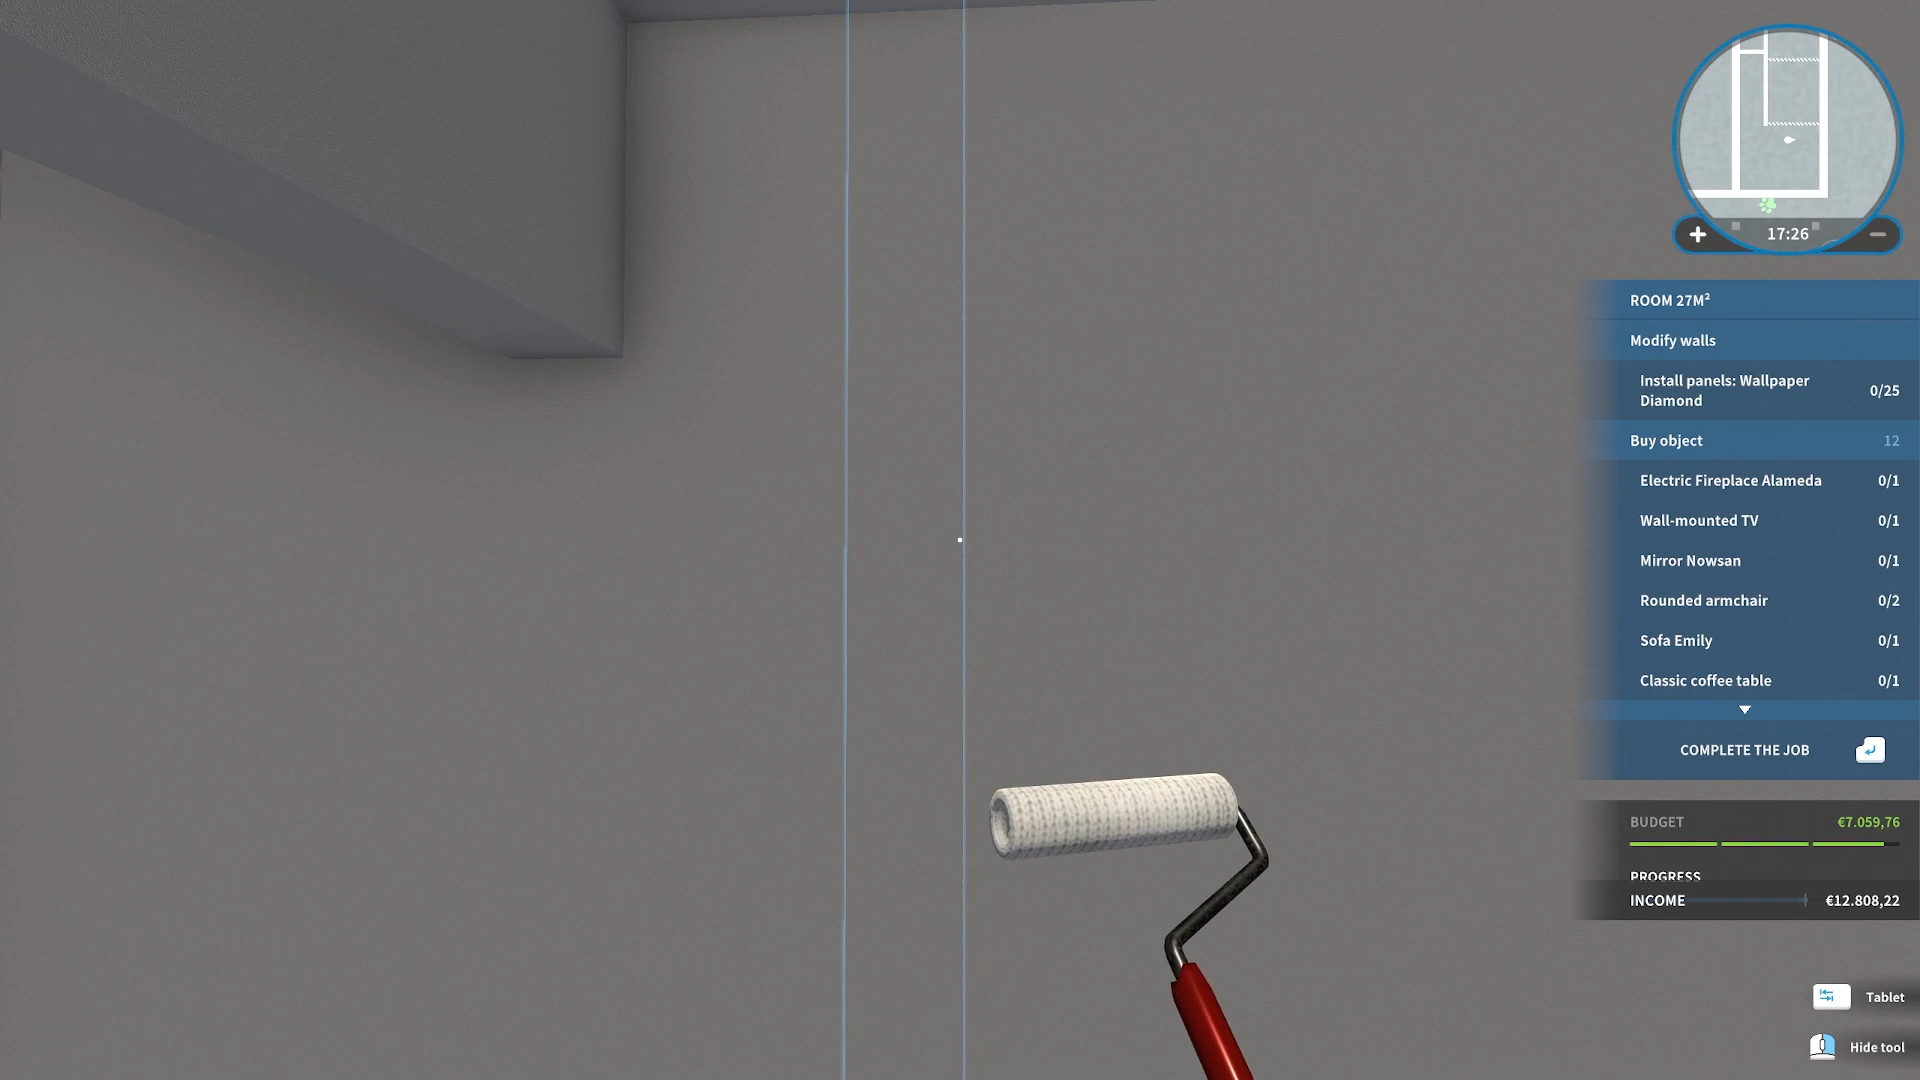 17:26
ROOM 27M²
Modify walls
Install panels: Wallpaper 0/25
Diamond
Buy object 12
Electric Fireplace Alameda 0/1
Wall-mounted TV 0/1
Mirror Nowsan 0/1
Rounded armchair 0/2
Sofa Emily 0/1
Classic coffee table 0/1
COMPLETE THE JOB
BUDGET €7.059,76
PROGRESS
INCOME €12.808,22
Tablet
Hide tool